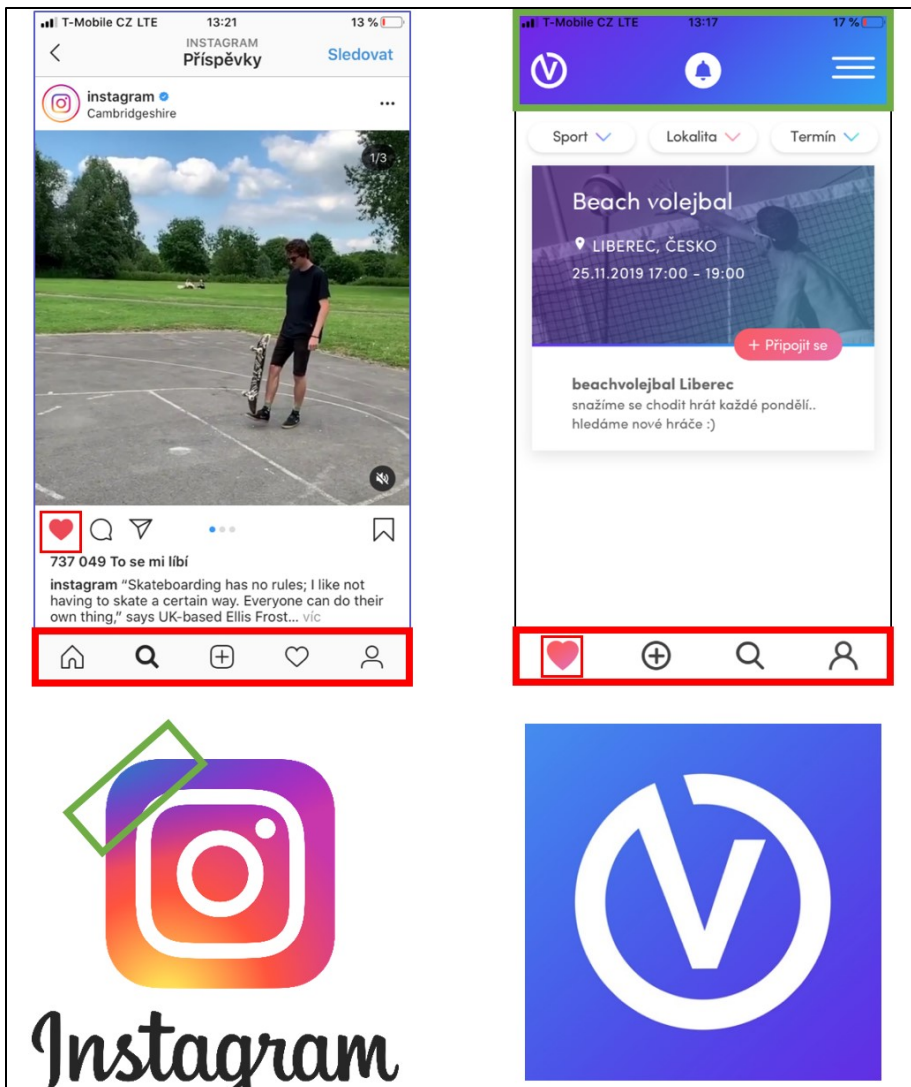 T-Mobile CZ LTE 13:21 13 %
INSTAGRAM
Příspěvky
Sledovat
instagram
Cambridgeshire
1/3
737 049 To se mi líbí
instagram “Skateboarding has no rules; I like not
having to skate a certain way. Everyone can do their
own thing,” says UK-based Ellis Frost... víc
T-Mobile CZ LTE 13:17 17 %
V
Sport Lokalita Termín
Beach volejbal
LIBEREC, ČESKO
25.11.2019 17:00 - 19:00
+ Připojit se
beachvolejbal Liberec
snažíme se chodit hrát každé pondělí..
hledáme nové hráče :)
Instagram
V